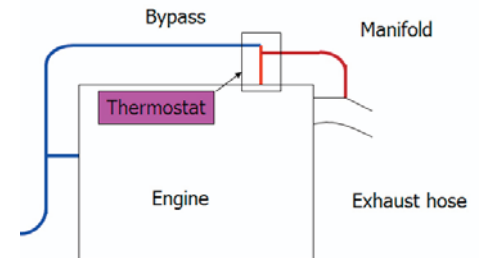 Bypass
Manifold
Thermostat
Engine
Exhaust hose